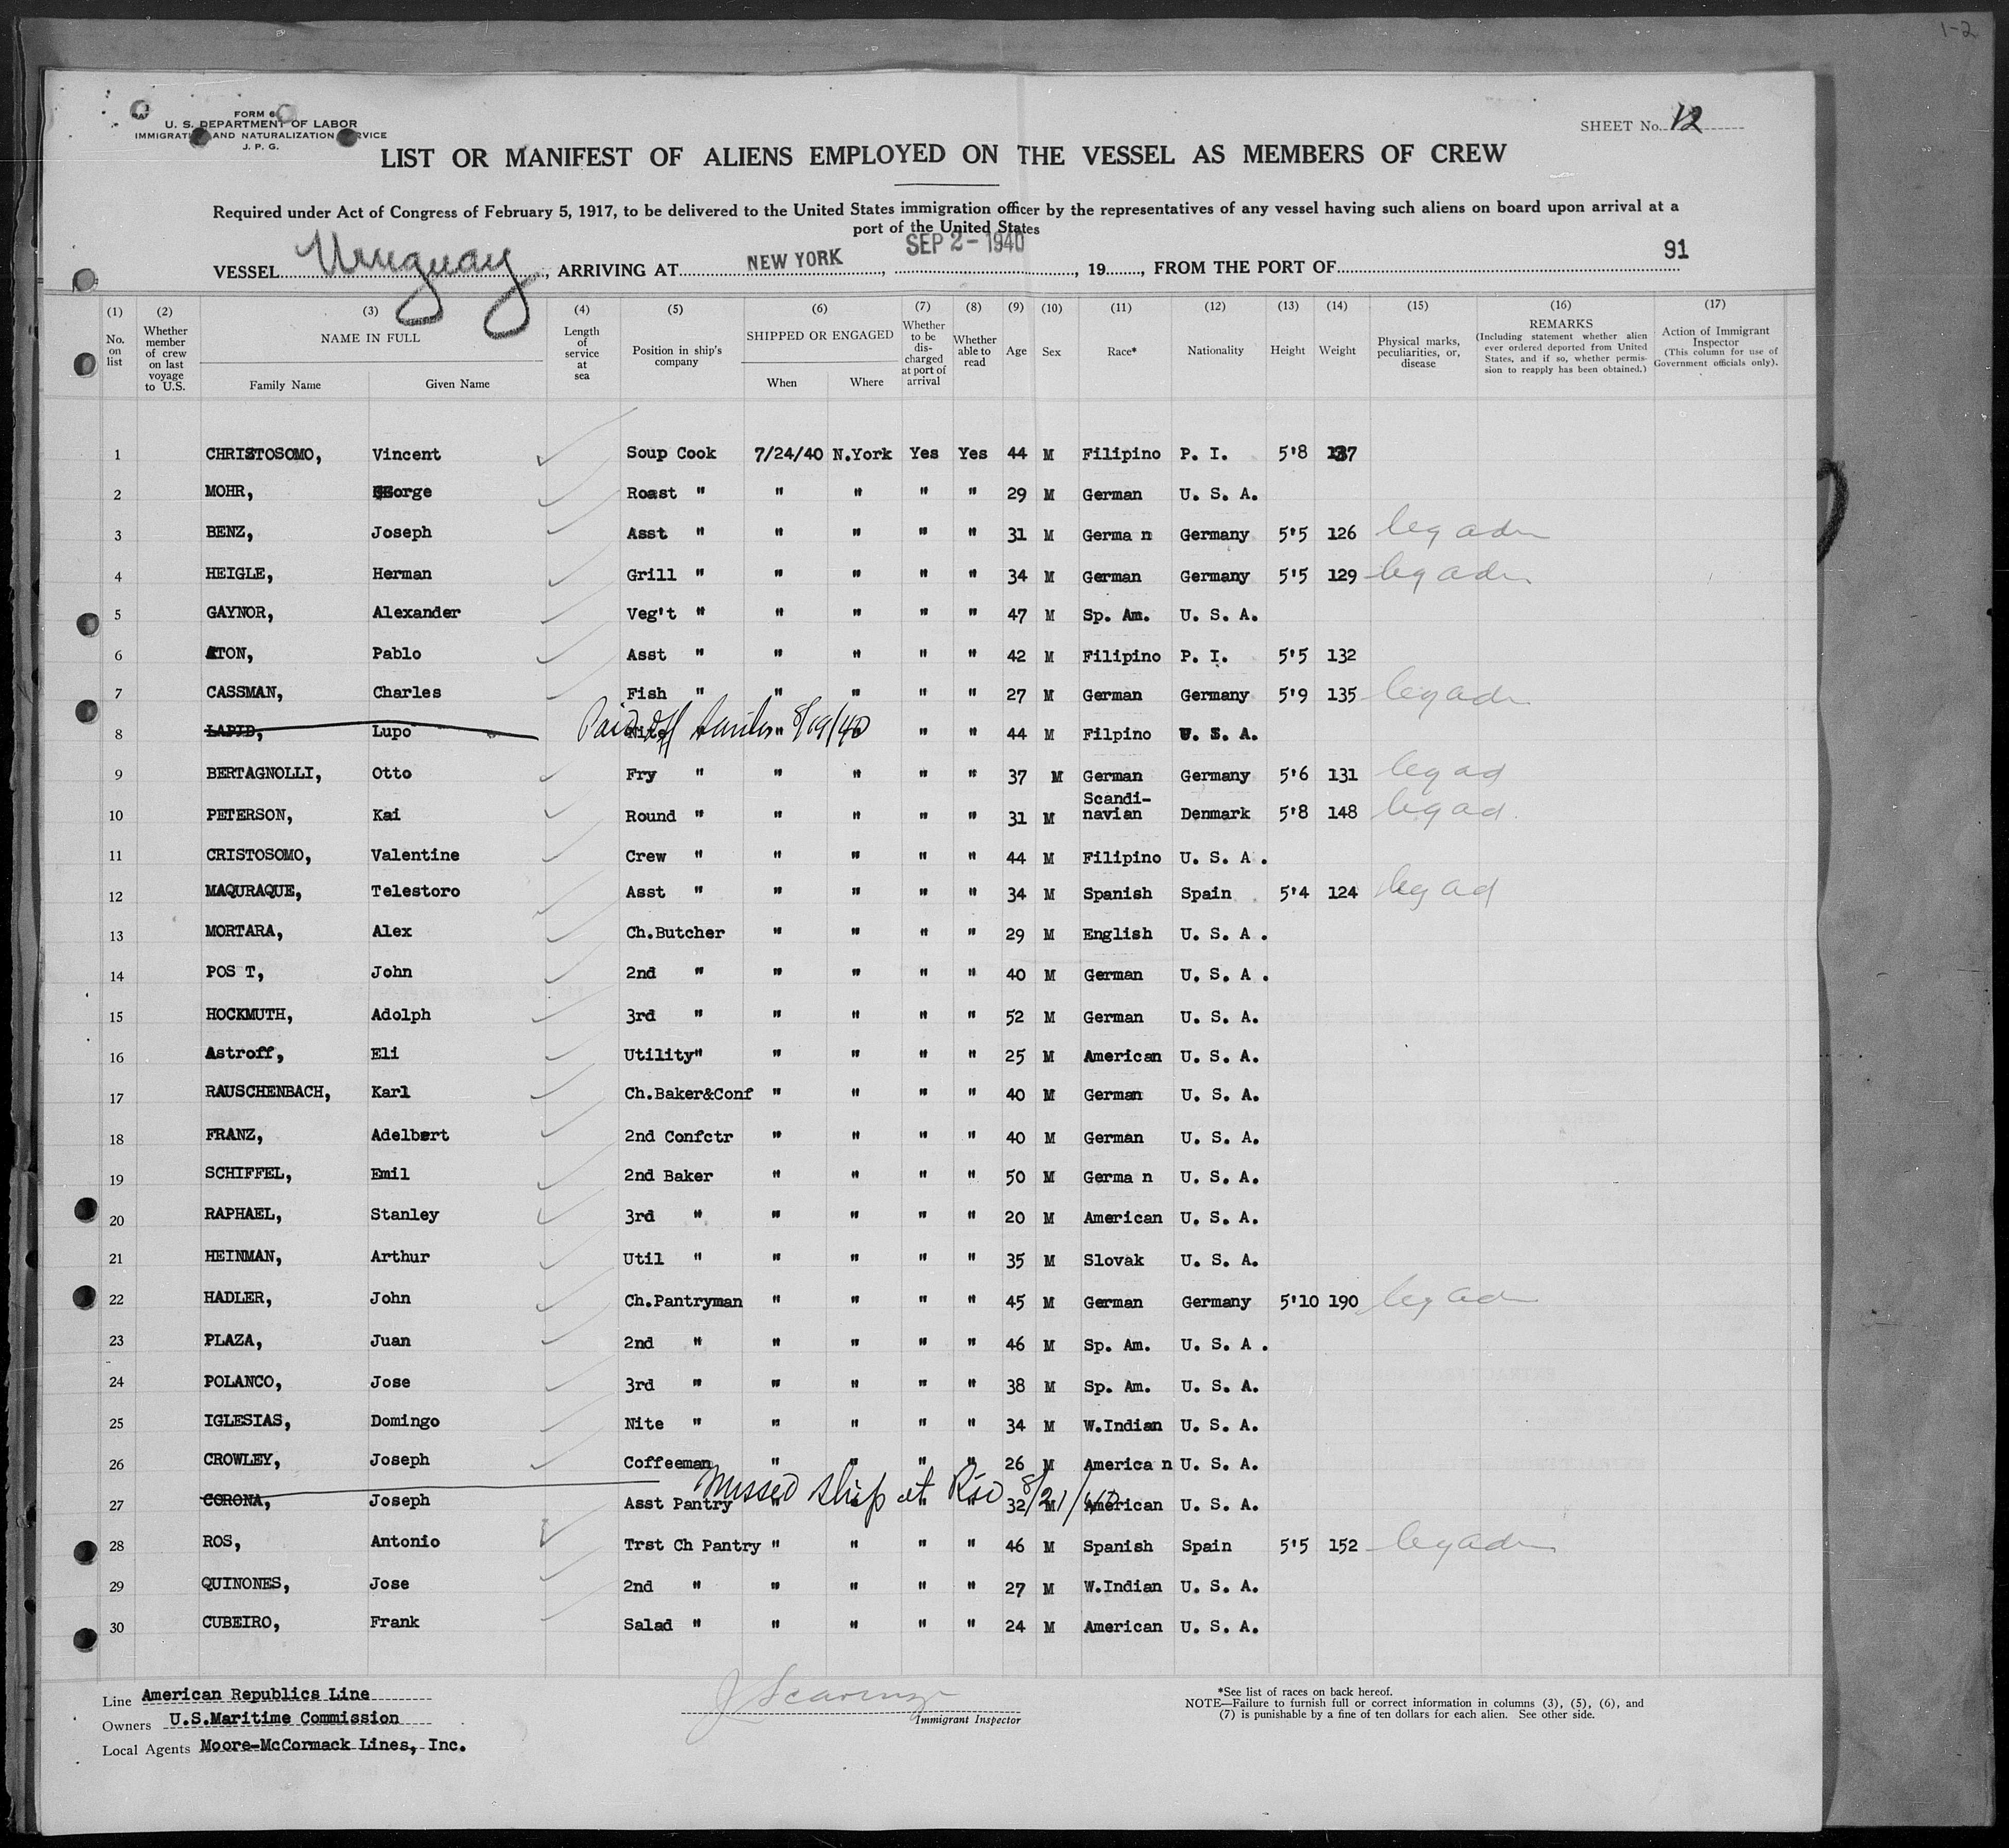 1-2
FORM 6
U. S. DEPARTMENT OF LABOR
IMMIGRATI AND NATURALIZATION RVICE
J. P. G.
SHEET No. 12
LIST OR MANIFEST OF ALIENS EMPLOYED ON THE VESSEL AS MEMBERS OF CREW
Required under Act of Congress of February 5, 1917, to be delivered to the United States immigration officer by the representatives of any vessel having such aliens on board upon arrival at a
port of the United States
VESSEL Uruguay, ARRIVING AT NEW YORK, SEP 2 - 1940, 19......, FROM THE PORT OF 91
(1) (2) (3) (4) (5) (6) (7) (8) (9) (10) (11) (12) (13) (14) (15) (16) (17)
No. on list
Whether member of crew on last voyage to U.S.
NAME IN FULL
Family Name Given Name
Length of service at sea
Position in ship's company
SHIPPED OR ENGAGED
When Where
Whether to be discharged at port of arrival
Whether able to read
Age
Sex
Race*
Nationality
Height
Weight
Physical marks, peculiarities, or, disease
REMARKS
(Including statement whether alien ever ordered deported from United States, and if so, whether permission to reapply has been obtained.)
Action of Immigrant Inspector
(This column for use of Government officials only).
1 CHRISTOSOMO, Vincent Soup Cook 7/24/40 N.York Yes Yes 44 M Filipino P. I. 5'8 137
2 MOHR, George Roast " " " " " 29 M German U. S. A.
3 BENZ, Joseph Asst " " " " " 31 M Germa n Germany 5'5 126 leg adm
4 HEIGLE, Herman Grill " " " " " 34 M German Germany 5'5 129 leg adm
5 GAYNOR, Alexander Veg't " " " " " 47 M Sp. Am. U. S. A.
6 ATON, Pablo Asst " " " " " 42 M Filipino P. I. 5'5 132
7 CASSMAN, Charles Fish " " " " " 27 M German Germany 5'9 135 leg adm
8 LAPID, Lupo Nite " " " " " 44 M Filpino U. S. A.
Paid off Santos 8/19/40
9 BERTAGNOLLI, Otto Fry " " " " " 37 M German Germany 5'6 131 leg ad
10 PETERSON, Kai Round " " " " " 31 M Scandi-navian Denmark 5'8 148 leg ad
11 CRISTOSOMO, Valentine Crew " " " " " 44 M Filipino U. S. A .
12 MAQURAQUE, Telestoro Asst " " " " " 34 M Spanish Spain 5'4 124 leg ad
13 MORTARA, Alex Ch.Butcher " " " " 29 M English U. S. A .
14 POS T, John 2nd " " " " " 40 M German U. S. A .
15 HOCKMUTH, Adolph 3rd " " " " " 52 M German U. S. A.
16 Astroff, Eli Utility" " " " " 25 M American U. S. A.
17 RAUSCHENBACH, Karl Ch.Baker&Conf " " " " 40 M German U. S. A.
18 FRANZ, Adelbert 2nd Confctr " " " " 40 M German U. S. A.
19 SCHIFFEL, Emil 2nd Baker " " " " 50 M Germa n U. S. A.
20 RAPHAEL, Stanley 3rd " " " " " 20 M American U. S. A.
21 HEINMAN, Arthur Util " " " " " 35 M Slovak U. S. A.
22 HADLER, John Ch.Pantryman " " " " 45 M German Germany 5'10 190 leg adm
23 PLAZA, Juan 2nd " " " " " 46 M Sp. Am. U. S. A .
24 POLANCO, Jose 3rd " " " " " 38 M Sp. Am. U. S. A.
25 IGLESIAS, Domingo Nite " " " " " 34 M W.Indian U. S. A.
26 CROWLEY, Joseph Coffeeman " " " " 26 M America n U. S. A.
Missed ship at Rio 8/21/40
27 CORONA, Joseph Asst Pantry " " " " 32 M American U. S. A.
28 ROS, Antonio Trst Ch Pantry " " " " 46 M Spanish Spain 5'5 152 leg adm
29 QUINONES, Jose 2nd " " " " " 27 M W.Indian U. S. A.
30 CUBEIRO, Frank Salad " " " " " 24 M American U. S. A.
Line American Republics Line
Owners U.S.Maritime Commission
Local Agents Moore-McCormack Lines, Inc.
Immigrant Inspector
*See list of races on back hereof.
NOTE—Failure to furnish full or correct information in columns (3), (5), (6), and
(7) is punishable by a fine of ten dollars for each alien. See other side.